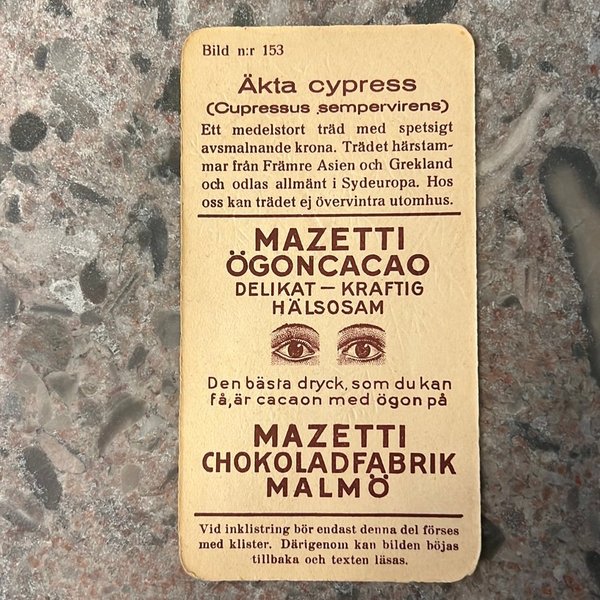 Bild n:r 153
Äkta cypress
(Cupressus sempervirens)
Ett medelstort träd med spetsigt
avsmalnande krona. Trädet härstam-
mar från Främre Asien och Grekland
och odlas allmänt i Sydeuropa. Hos
oss kan trädet ej övervintra utomhus.
MAZETTI
ÖGONCACAO
DELIKAT — KRAFTIG
HÄLSOSAM
Den bästa dryck, som du kan
få, är cacaon med ögon på
MAZETTI
CHOKOLADFABRIK
MALMÖ
Vid inklistring bör endast denna del förses
med klister. Därigenom kan bilden böjas
tillbaka och texten läsas.